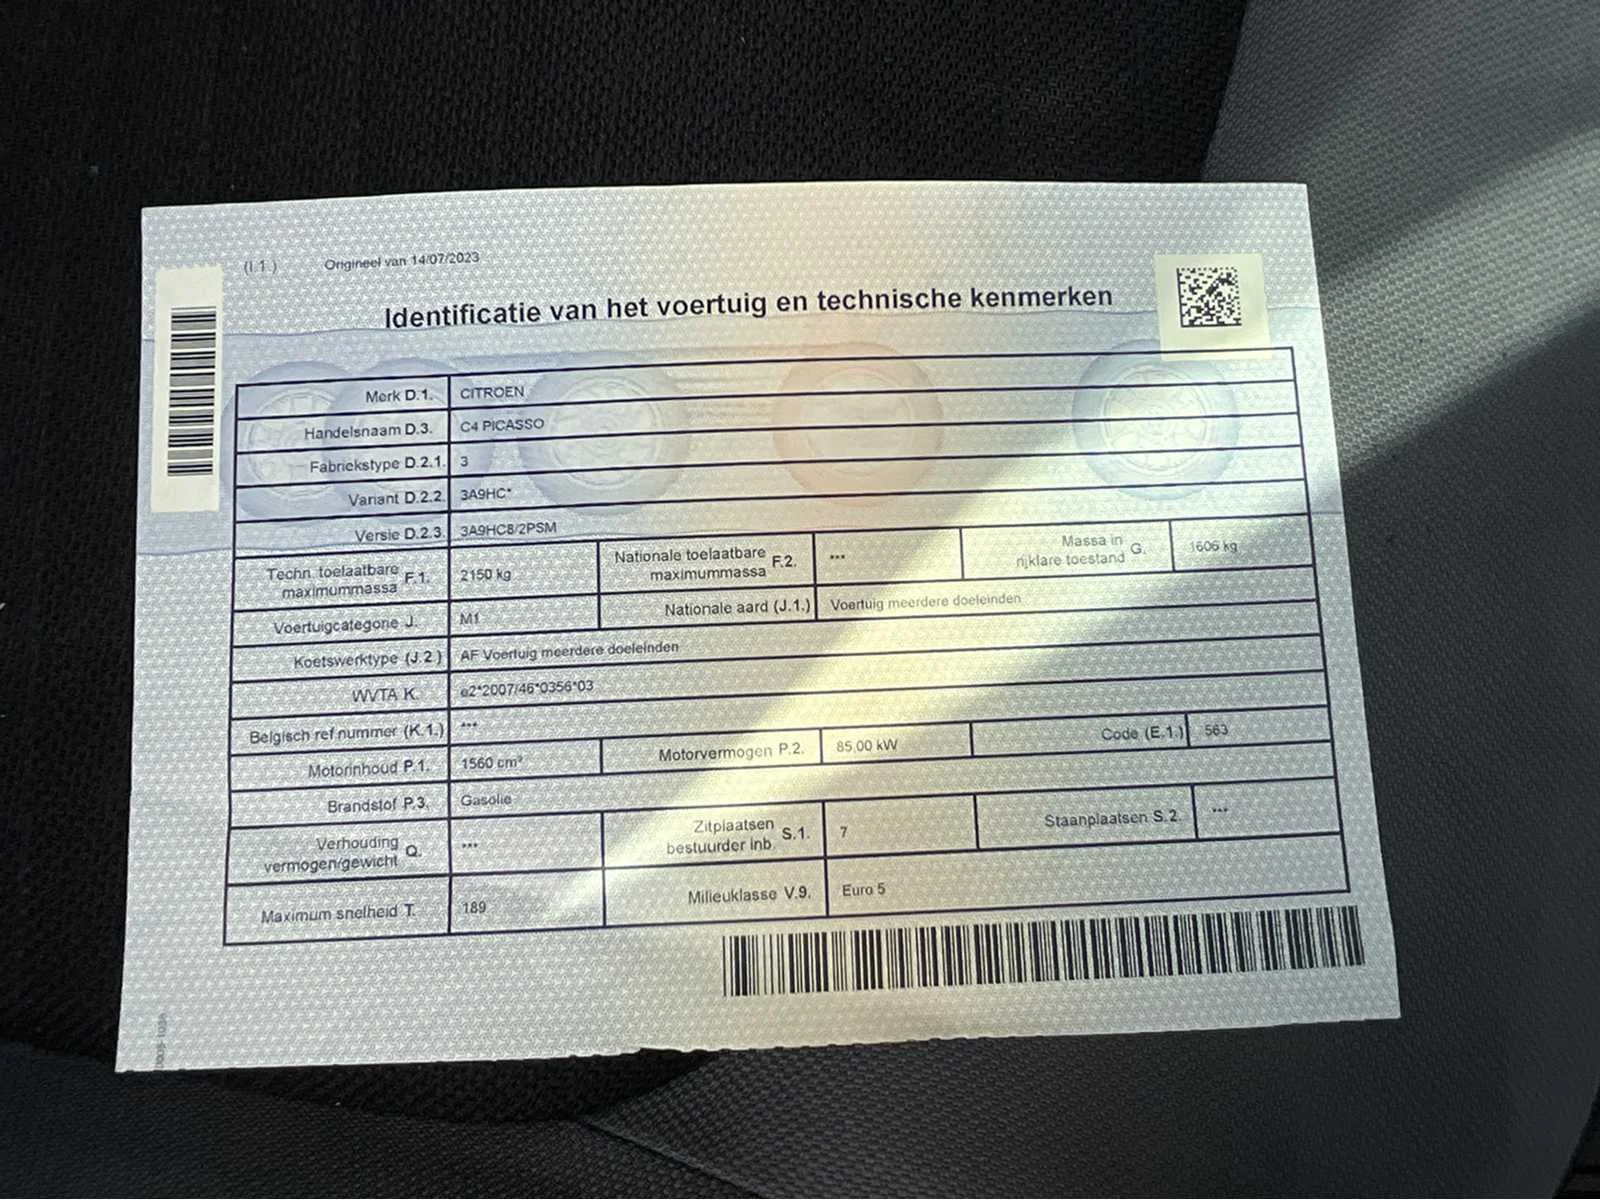 (I.1.) Origineel van 14/07/2023
Identificatie van het voertuig en technische kenmerken
Merk D.1. CITROEN
Handelsnaam D.3. C4 PICASSO
Fabriekstype D.2.1. 3
Variant D.2.2. 3A9HC*
Versie D.2.3. 3A9HC8/2PSM
Techn. toelaatbare maximummassa F.1. 2150 kg Nationale toelaatbare maximummassa F.2. *** Massa in rijklare toestand G. 1606 kg
Voertuigcategorie J. M1 Nationale aard (J.1.) Voertuig meerdere doeleinden
Koetswerktype (J.2.) AF Voertuig meerdere doeleinden
WVTA K. e2*2007/46*0356*03
Belgisch ref.nummer (K.1.) ***
Motorinhoud P.1. 1560 cm³ Motorvermogen P.2. 85,00 kW Code (E.1.) 563
Brandstof P.3. Gasolie
Verhouding vermogen/gewicht Q. *** Zitplaatsen bestuurder inb. S.1. 7 Staanplaatsen S.2. ***
Maximum snelheid T. 189 Milieuklasse V.9. Euro 5